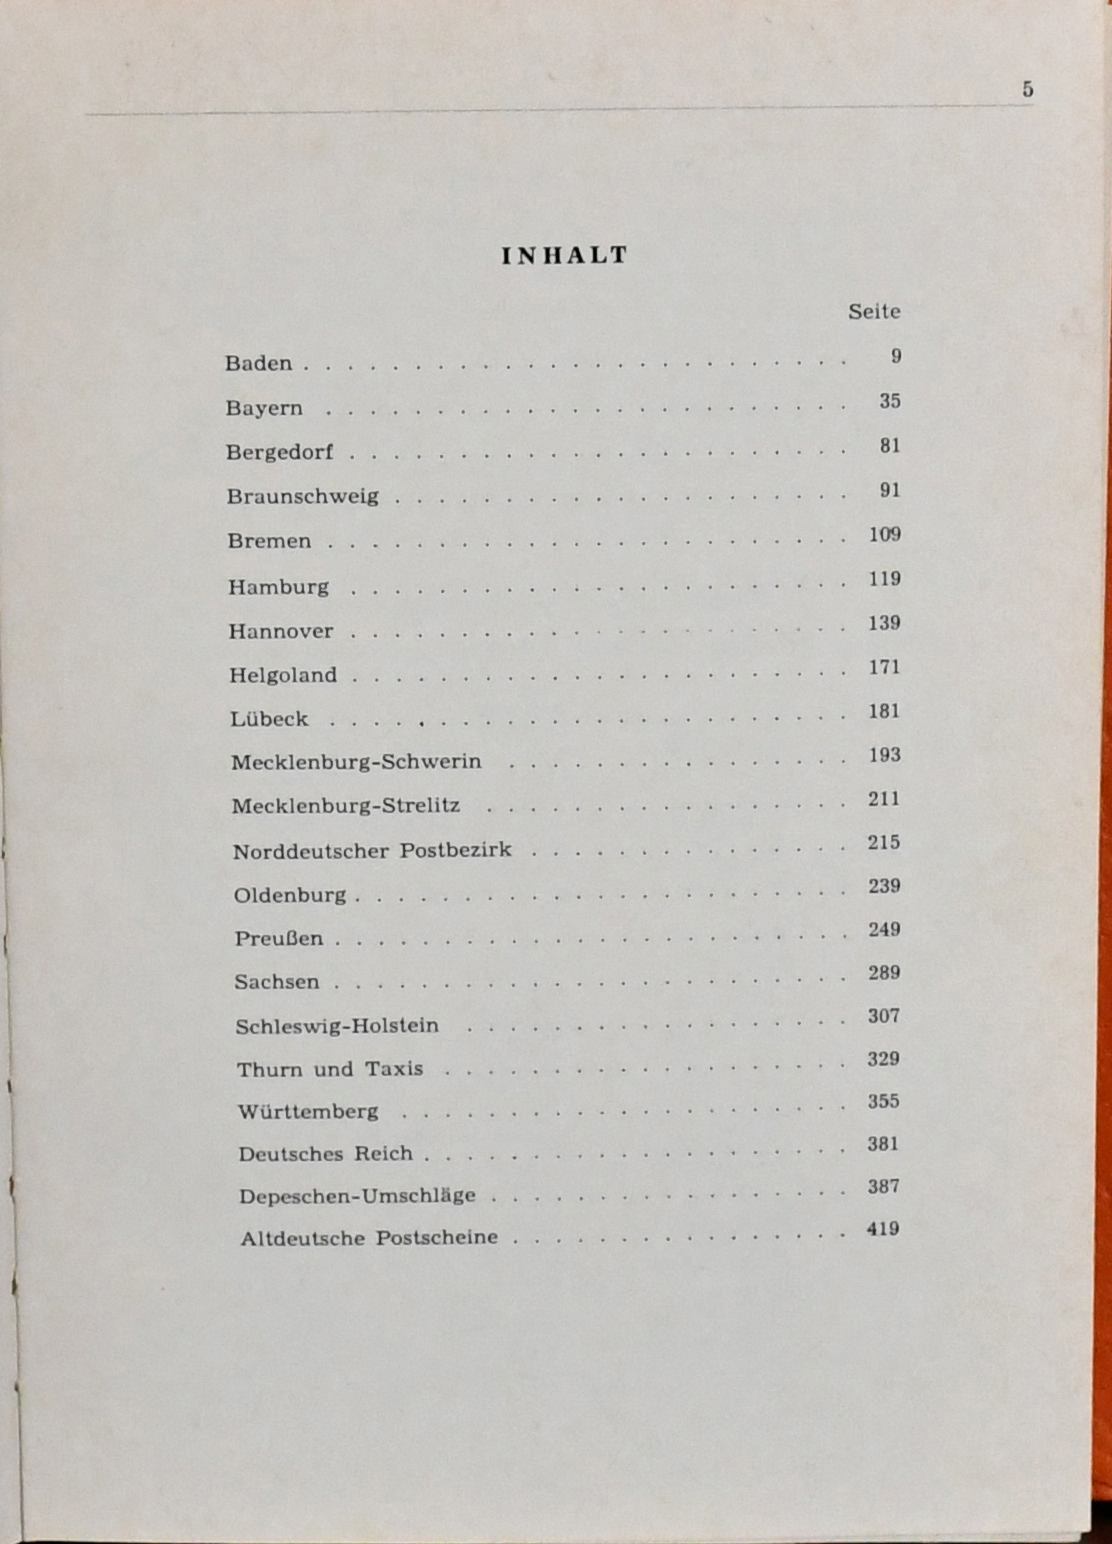 5
INHALT
Seite
Baden . . . . . . . . . . . . . . . . . . . . . . . . . 9
Bayern . . . . . . . . . . . . . . . . . . . . . . . . 35
Bergedorf . . . . . . . . . . . . . . . . . . . . . . . 81
Braunschweig . . . . . . . . . . . . . . . . . . . . . 91
Bremen . . . . . . . . . . . . . . . . . . . . . . . . 109
Hamburg . . . . . . . . . . . . . . . . . . . . . . . 119
Hannover . . . . . . . . . . . . . . . . . . . . . . . 139
Helgoland . . . . . . . . . . . . . . . . . . . . . . . 171
Lübeck . . . . . . . . . . . . . . . . . . . . . . . . 181
Mecklenburg-Schwerin . . . . . . . . . . . . . . . . 193
Mecklenburg-Strelitz . . . . . . . . . . . . . . . . . 211
Norddeutscher Postbezirk . . . . . . . . . . . . . . . 215
Oldenburg . . . . . . . . . . . . . . . . . . . . . . . 239
Preußen . . . . . . . . . . . . . . . . . . . . . . . . 249
Sachsen . . . . . . . . . . . . . . . . . . . . . . . . 289
Schleswig-Holstein . . . . . . . . . . . . . . . . . . 307
Thurn und Taxis . . . . . . . . . . . . . . . . . . . 329
Württemberg . . . . . . . . . . . . . . . . . . . . . 355
Deutsches Reich . . . . . . . . . . . . . . . . . . . . 381
Depeschen-Umschläge . . . . . . . . . . . . . . . . . 387
Altdeutsche Postscheine . . . . . . . . . . . . . . . . 419